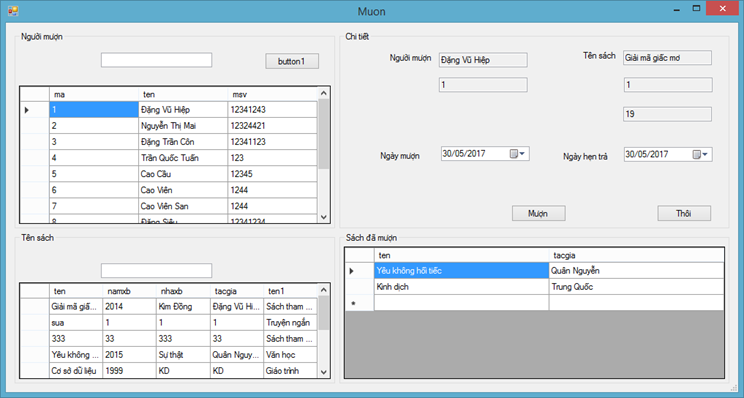 Muon
Người mượn
button1
ma ten msv
1 Đặng Vũ Hiệp 12341243
2 Nguyễn Thị Mai 12324421
3 Đặng Trần Côn 12341123
4 Trần Quốc Tuấn 123
5 Cao Cầu 12345
6 Cao Viên 1244
7 Cao Viên San 1244
8 Đặng Siêu 12341234
Chi tiết
Người mượn Đặng Vũ Hiệp Tên sách Giải mã giấc mơ
1 1
19
Ngày mượn 30/05/2017 Ngày hẹn trả 30/05/2017
Mượn Thôi
Tên sách
ten namxb nhaxb tacgia ten1
Giải mã giấ... 2014 Kim Đồng Đặng Vũ Hi... Sách tham ...
sua 1 1 1 Truyện ngắn
333 33 33 33 Sách tham ...
Yêu không ... 2015 Sự thật Quân Nguy... Văn học
Cơ sở dữ liệu 1999 KD KD Giáo trình
Sách đã mượn
ten tacgia
Yêu không hối tiếc Quân Nguyễn
Kinh dịch Trung Quốc